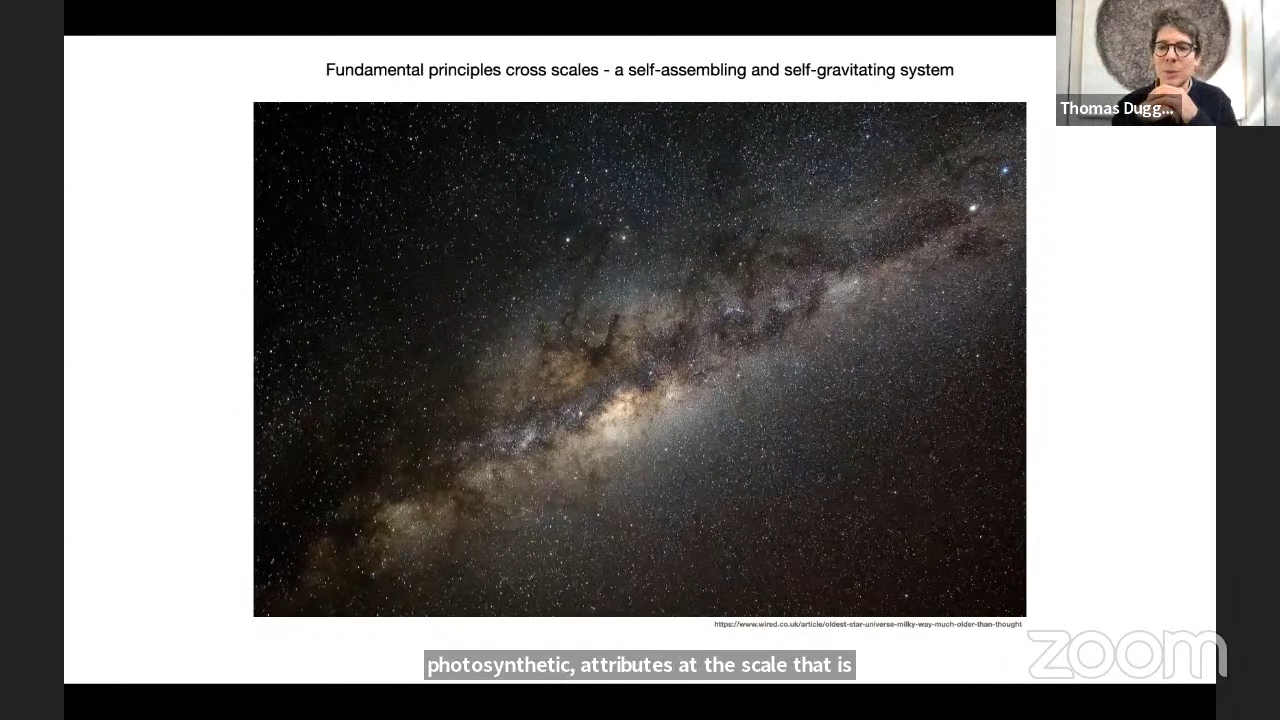 Fundamental principles cross scales - a self-assembling and self-gravitating system
Thomas Dugg...
https://www.wired.co.uk/article/oldest-star-universe-milky-way-much-older-than-thought
photosynthetic, attributes at the scale that is
zoom